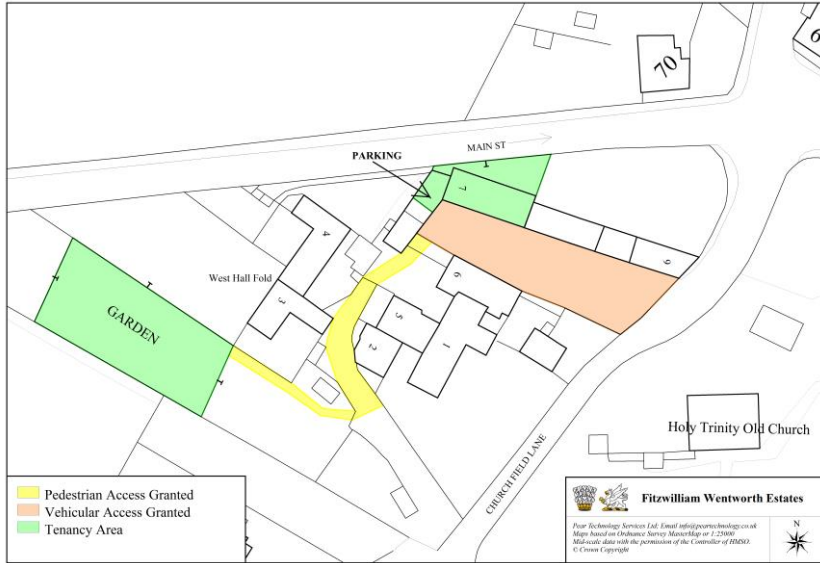 70
6
MAIN ST
PARKING
7
4
West Hall Fold
9
6
GARDEN
3
5
1
2
Holy Trinity Old Church
CHURCH FIELD LANE
Pedestrian Access Granted
Vehicular Access Granted
Tenancy Area
Fitzwilliam Wentworth Estates
Pear Technology Services Ltd; Email info@peartechnology.co.uk
Maps based on Ordnance Survey MasterMap or 1:25000
Mid-scale data with the permission of the Controller of HMSO.
© Crown Copyright
N